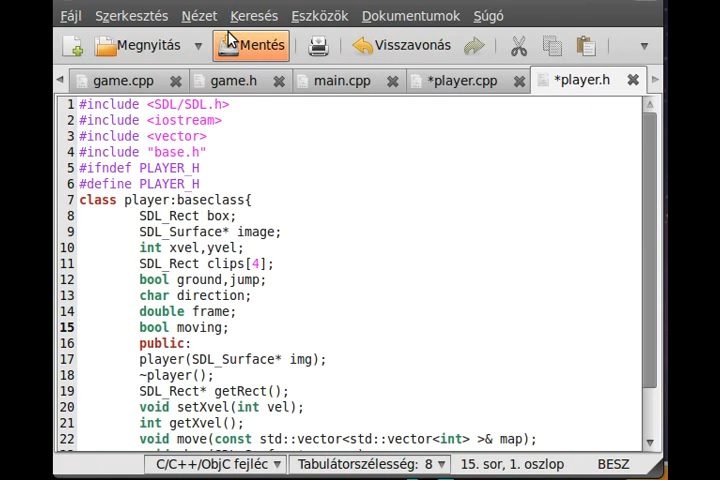 Fájl Szerkesztés Nézet Keresés Eszközök Dokumentumok Súgó
Megnyitás Mentés Visszavonás
game.cpp game.h main.cpp *player.cpp *player.h
1 #include <SDL/SDL.h>
2 #include <iostream>
3 #include <vector>
4 #include "base.h"
5 #ifndef PLAYER_H
6 #define PLAYER_H
7 class player:baseclass{
8 SDL_Rect box;
9 SDL_Surface* image;
10 int xvel,yvel;
11 SDL_Rect clips[4];
12 bool ground,jump;
13 char direction;
14 double frame;
15 bool moving;
16 public:
17 player(SDL_Surface* img);
18 ~player();
19 SDL_Rect* getRect();
20 void setXvel(int vel);
21 int getXvel();
22 void move(const std::vector<std::vector<int> >& map);
C/C++/ObjC fejléc Tabulátorszélesség: 8 15. sor, 1. oszlop BESZ